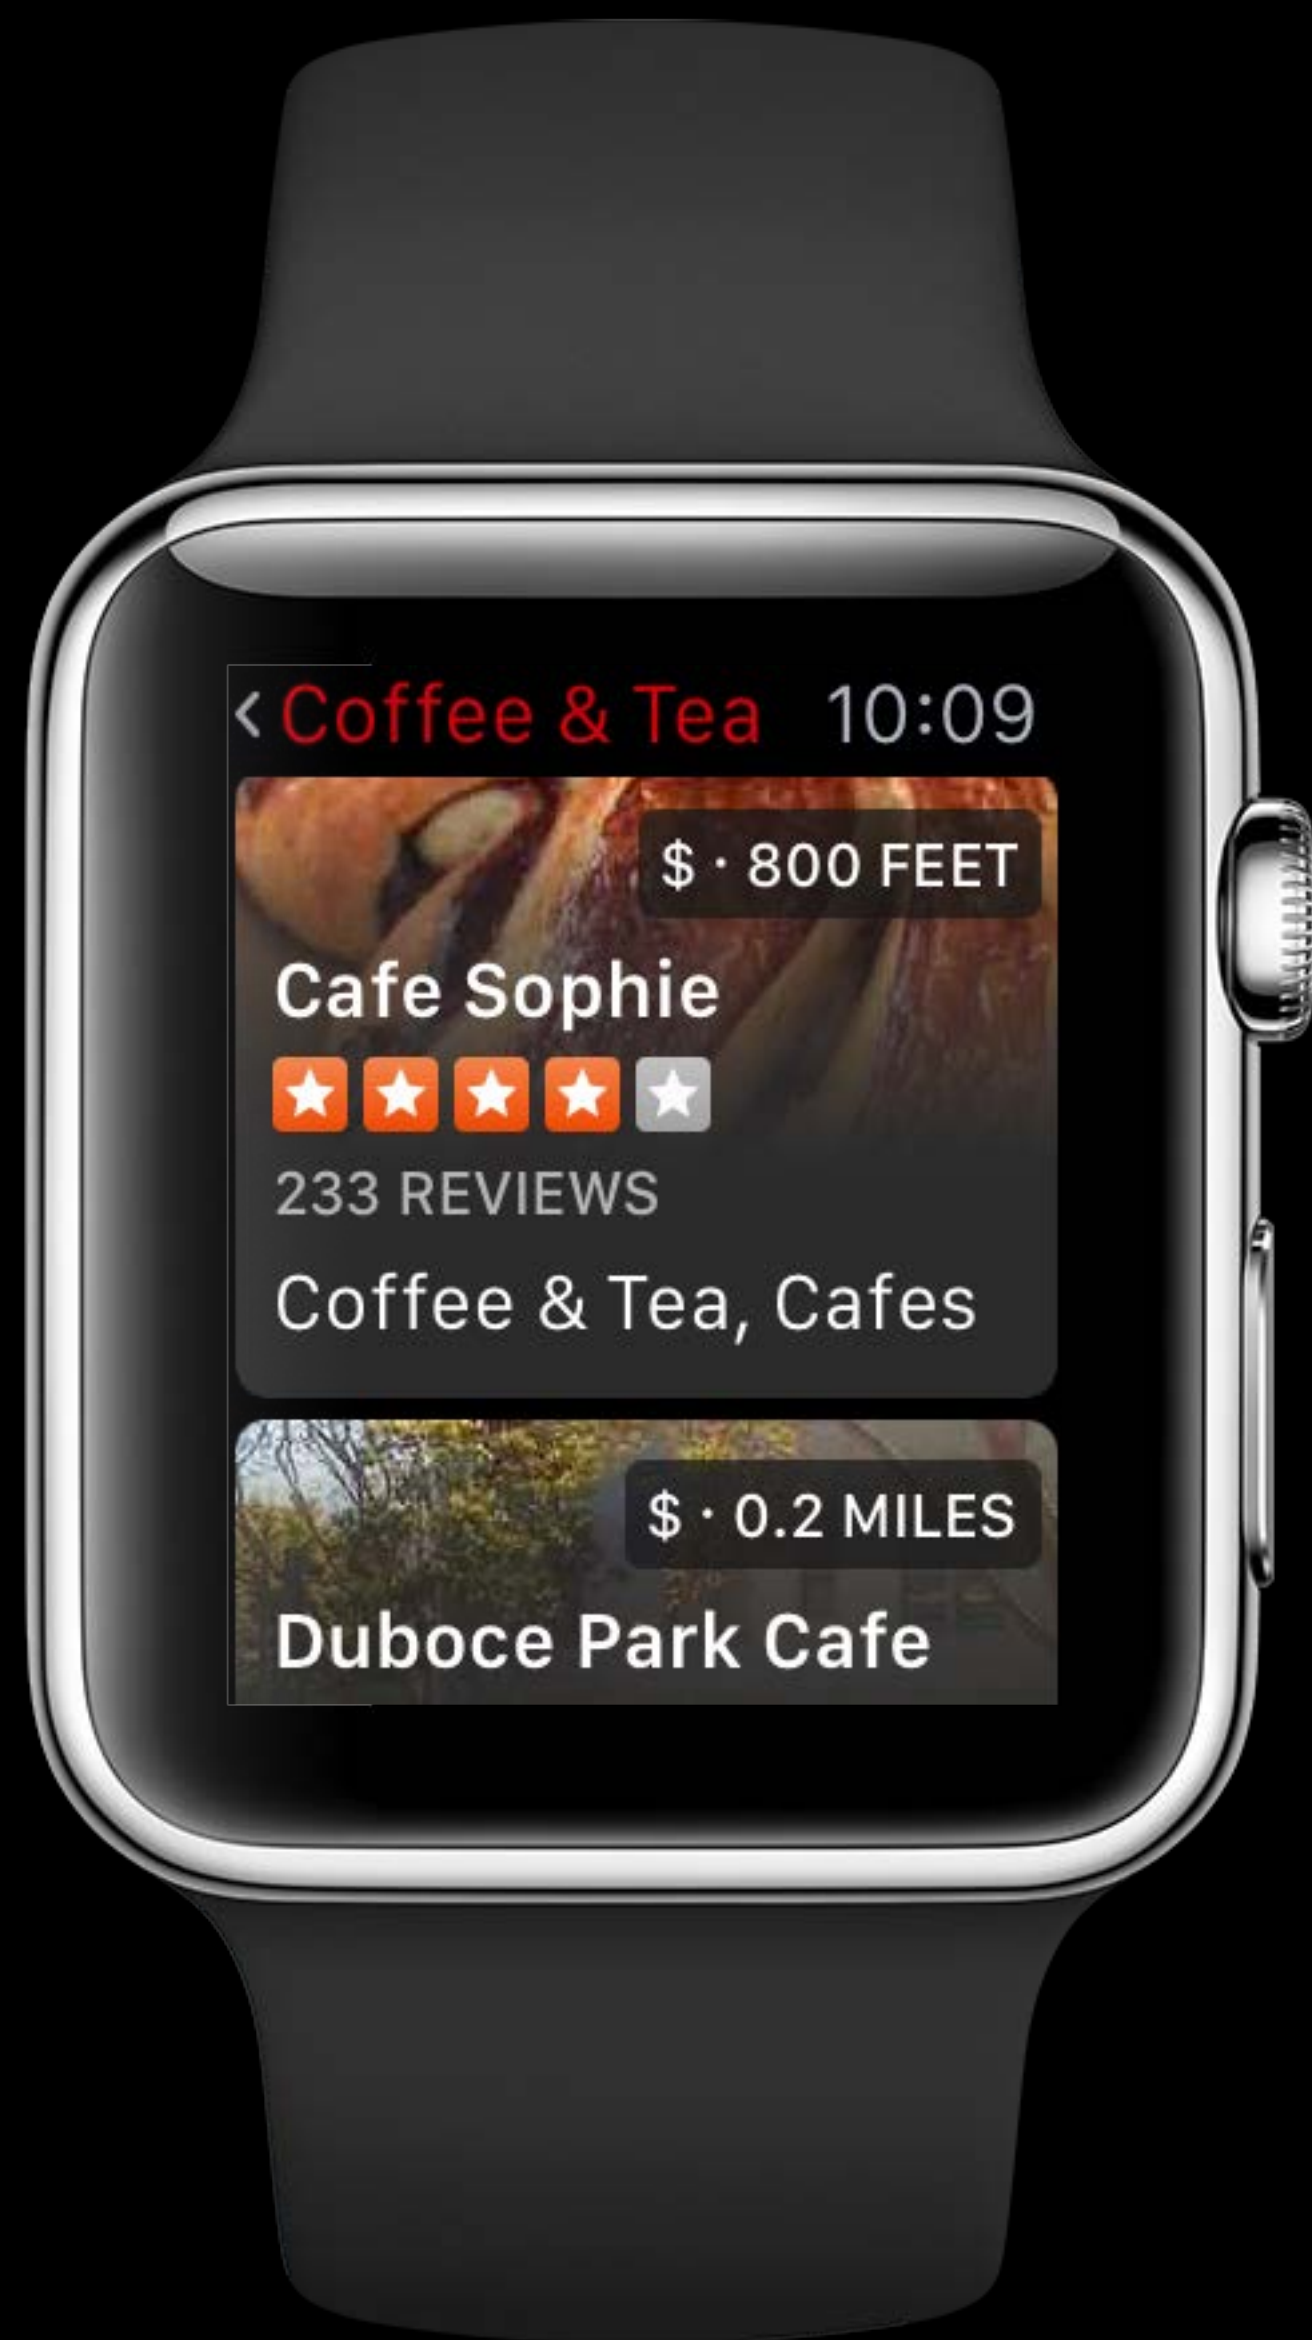 < Coffee & Tea 10:09
$ · 800 FEET
Cafe Sophie
233 REVIEWS
Coffee & Tea, Cafes
$ · 0.2 MILES
Duboce Park Cafe